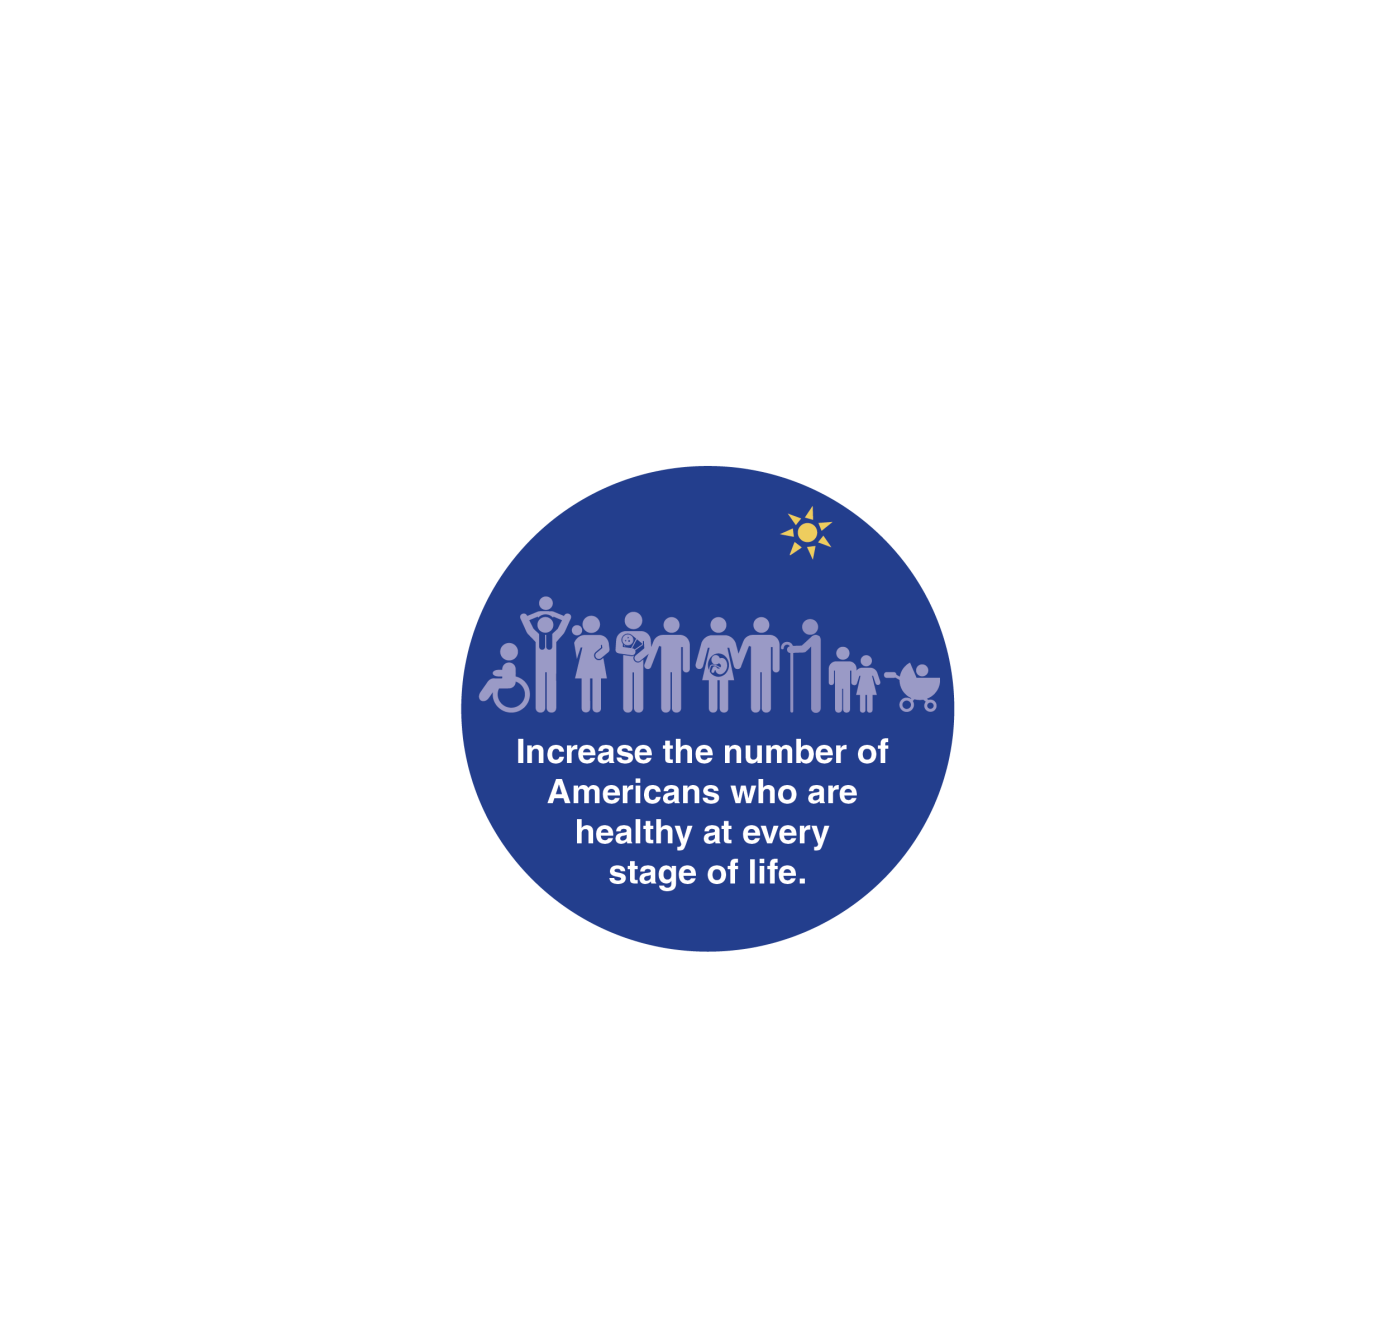 Increase the number of
Americans who are
healthy at every
stage of life.